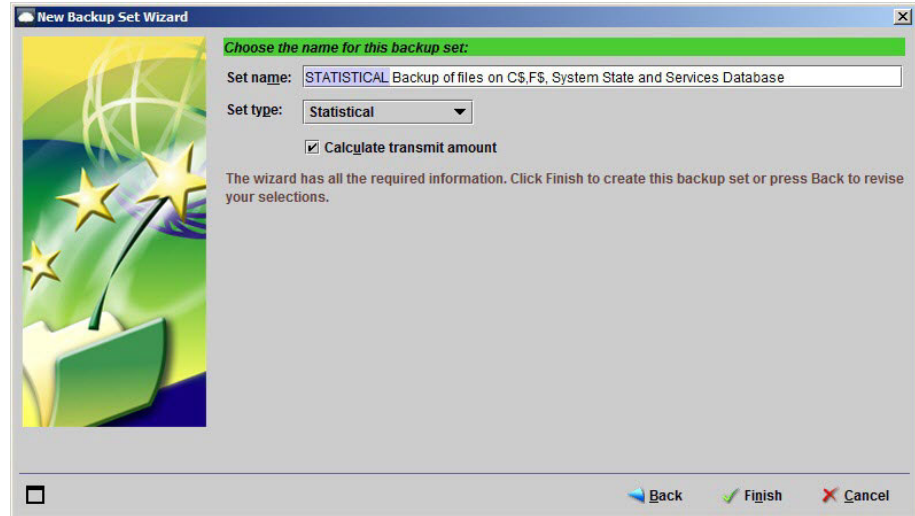 New Backup Set Wizard
Choose the name for this backup set:
Set name: STATISTICAL Backup of files on C$,F$, System State and Services Database
Set type: Statistical
Calculate transmit amount
The wizard has all the required information. Click Finish to create this backup set or press Back to revise
your selections.
Back Finish Cancel